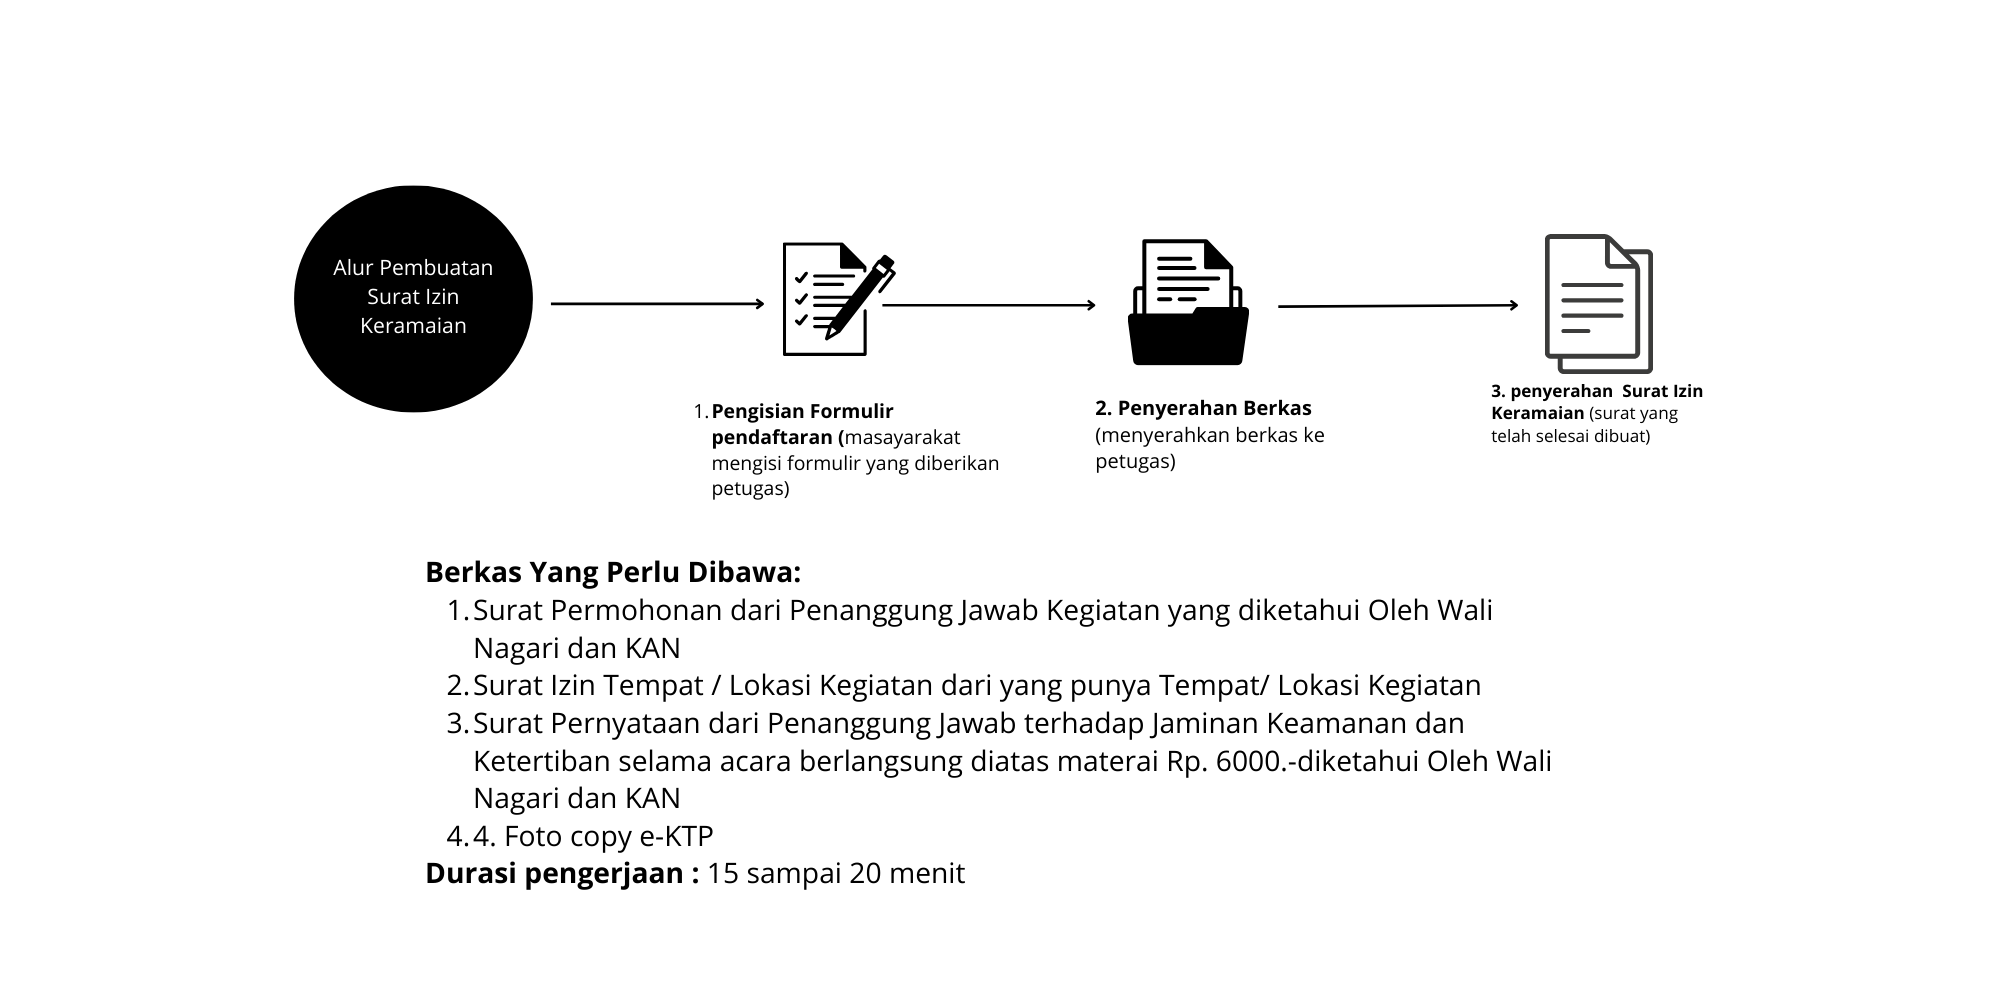 Alur Pembuatan
Surat Izin
Keramaian
1. Pengisian Formulir
pendaftaran (masayarakat
mengisi formulir yang diberikan
petugas)
2. Penyerahan Berkas
(menyerahkan berkas ke
petugas)
3. penyerahan  Surat Izin
Keramaian (surat yang
telah selesai dibuat)
Berkas Yang Perlu Dibawa:
1. Surat Permohonan dari Penanggung Jawab Kegiatan yang diketahui Oleh Wali
Nagari dan KAN
2. Surat Izin Tempat / Lokasi Kegiatan dari yang punya Tempat/ Lokasi Kegiatan
3. Surat Pernyataan dari Penanggung Jawab terhadap Jaminan Keamanan dan
Ketertiban selama acara berlangsung diatas materai Rp. 6000.-diketahui Oleh Wali
Nagari dan KAN
4. 4. Foto copy e-KTP
Durasi pengerjaan : 15 sampai 20 menit